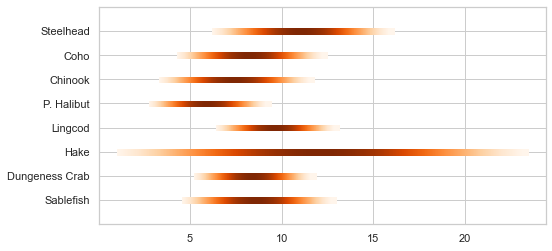 Steelhead
Coho
Chinook
P. Halibut
Lingcod
Hake
Dungeness Crab
Sablefish
5 10 15 20